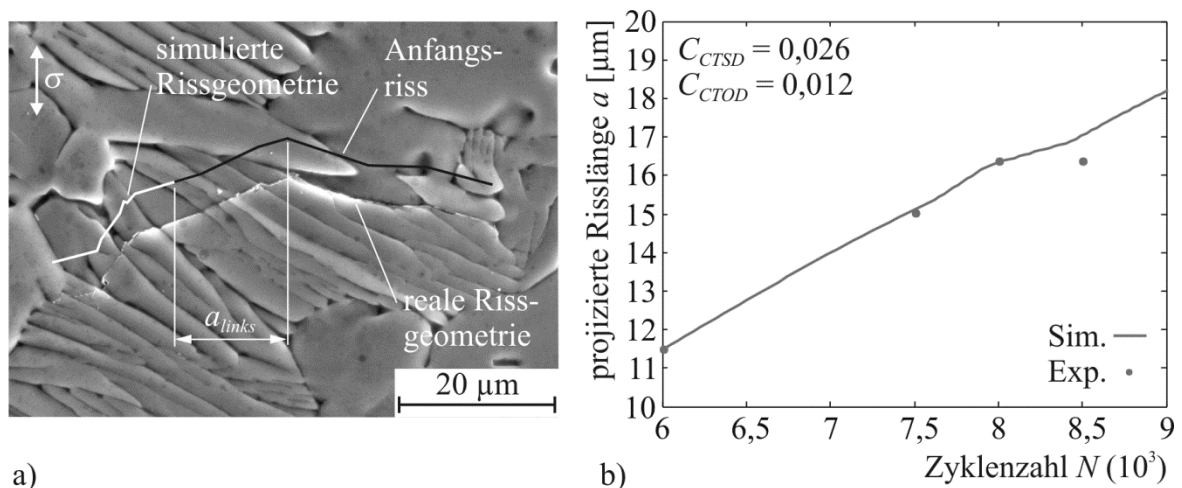 simulierte
Rissgeometrie
Anfangs-
riss
σ
a_links
reale Riss-
geometrie
20 µm
a)
projizierte Risslänge a [µm]
C_CTSD = 0,026
C_CTOD = 0,012
20
19
18
17
16
15
14
13
12
11
10
Sim.
Exp.
6 6,5 7 7,5 8 8,5 9
Zyklenzahl N (10³)
b)